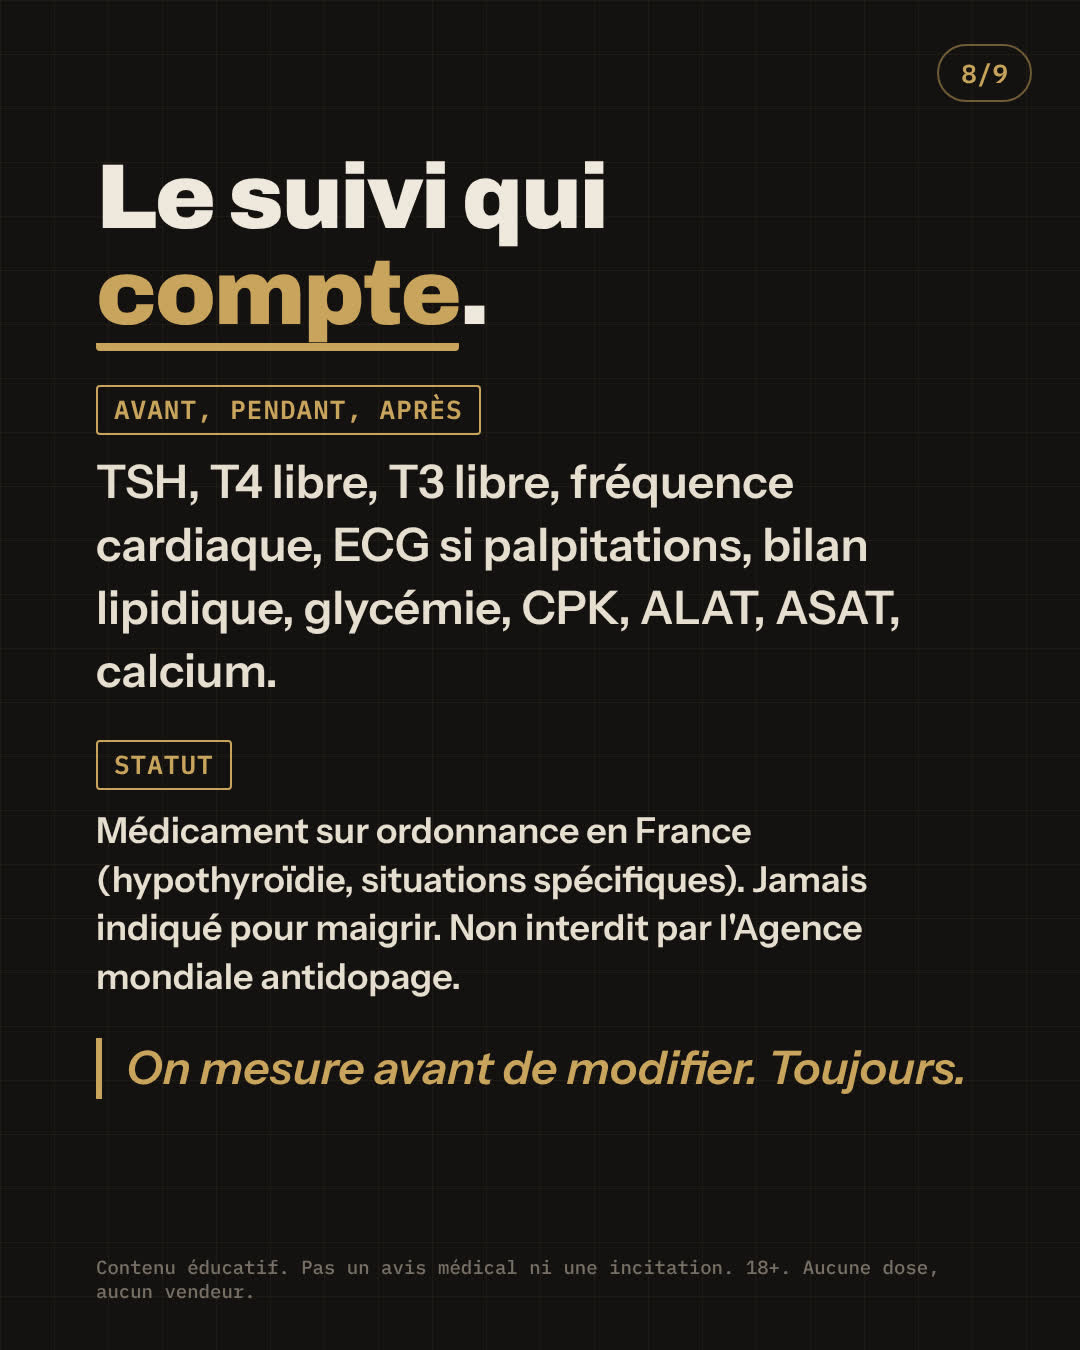 8/9
Le suivi qui
compte.
AVANT, PENDANT, APRÈS
TSH, T4 libre, T3 libre, fréquence
cardiaque, ECG si palpitations, bilan
lipidique, glycémie, CPK, ALAT, ASAT,
calcium.
STATUT
Médicament sur ordonnance en France
(hypothyroïdie, situations spécifiques). Jamais
indiqué pour maigrir. Non interdit par l'Agence
mondiale antidopage.
On mesure avant de modifier. Toujours.
Contenu éducatif. Pas un avis médical ni une incitation. 18+. Aucune dose,
aucun vendeur.